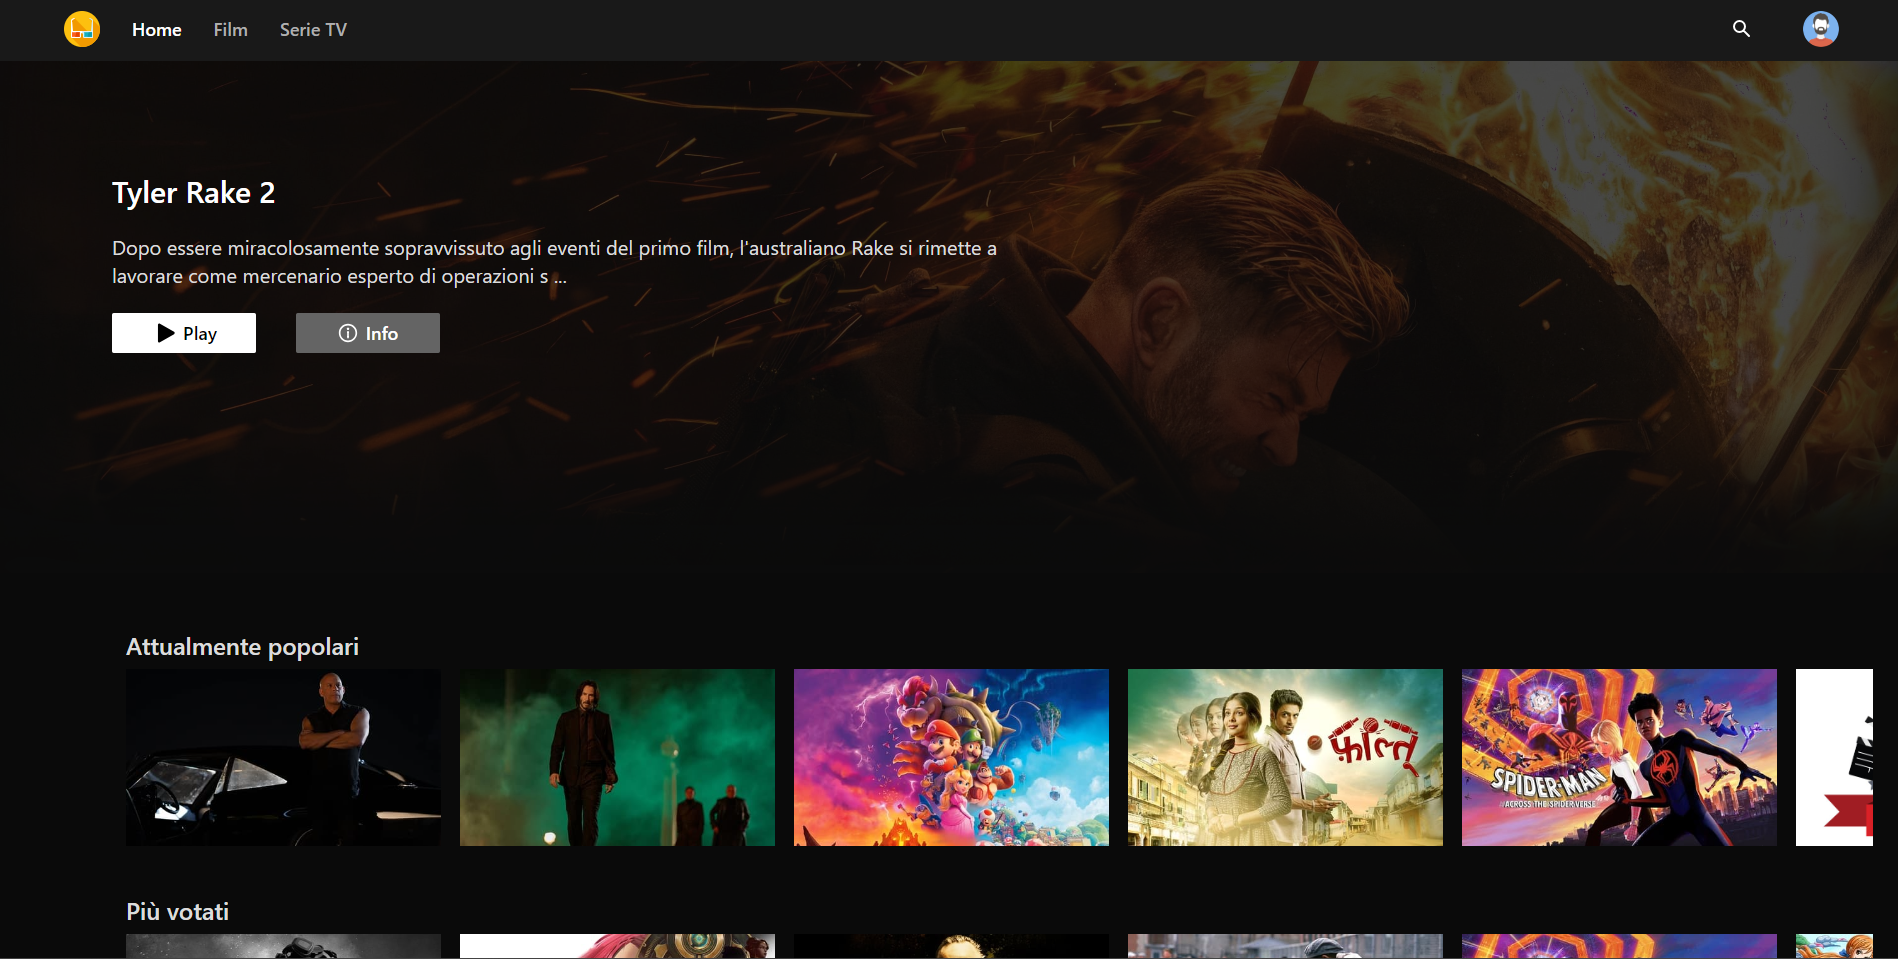 Home Film Serie TV
Tyler Rake 2
Dopo essere miracolosamente sopravvissuto agli eventi del primo film, l'australiano Rake si rimette a
lavorare come mercenario esperto di operazioni s ...
Play Info
Attualmente popolari
फालतू
SPIDER-MAN
ACROSS THE SPIDER-VERSE
Più votati